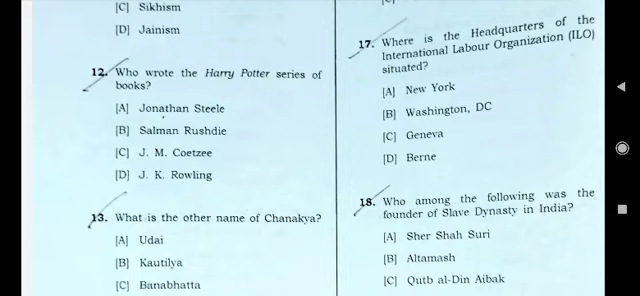 [C] Sikhism
[D] Jainism
12. Who wrote the Harry Potter series of
books?
[A] Jonathan Steele
[B] Salman Rushdie
[C] J. M. Coetzee
[D] J. K. Rowling
13. What is the other name of Chanakya?
[A] Udai
[B] Kautilya
[C] Banabhatta
17. Where is the Headquarters of the
International Labour Organization (ILO)
situated?
[A] New York
[B] Washington, DC
[C] Geneva
[D] Berne
18. Who among the following was the
founder of Slave Dynasty in India?
[A] Sher Shah Suri
[B] Altamash
[C] Qutb al-Din Aibak